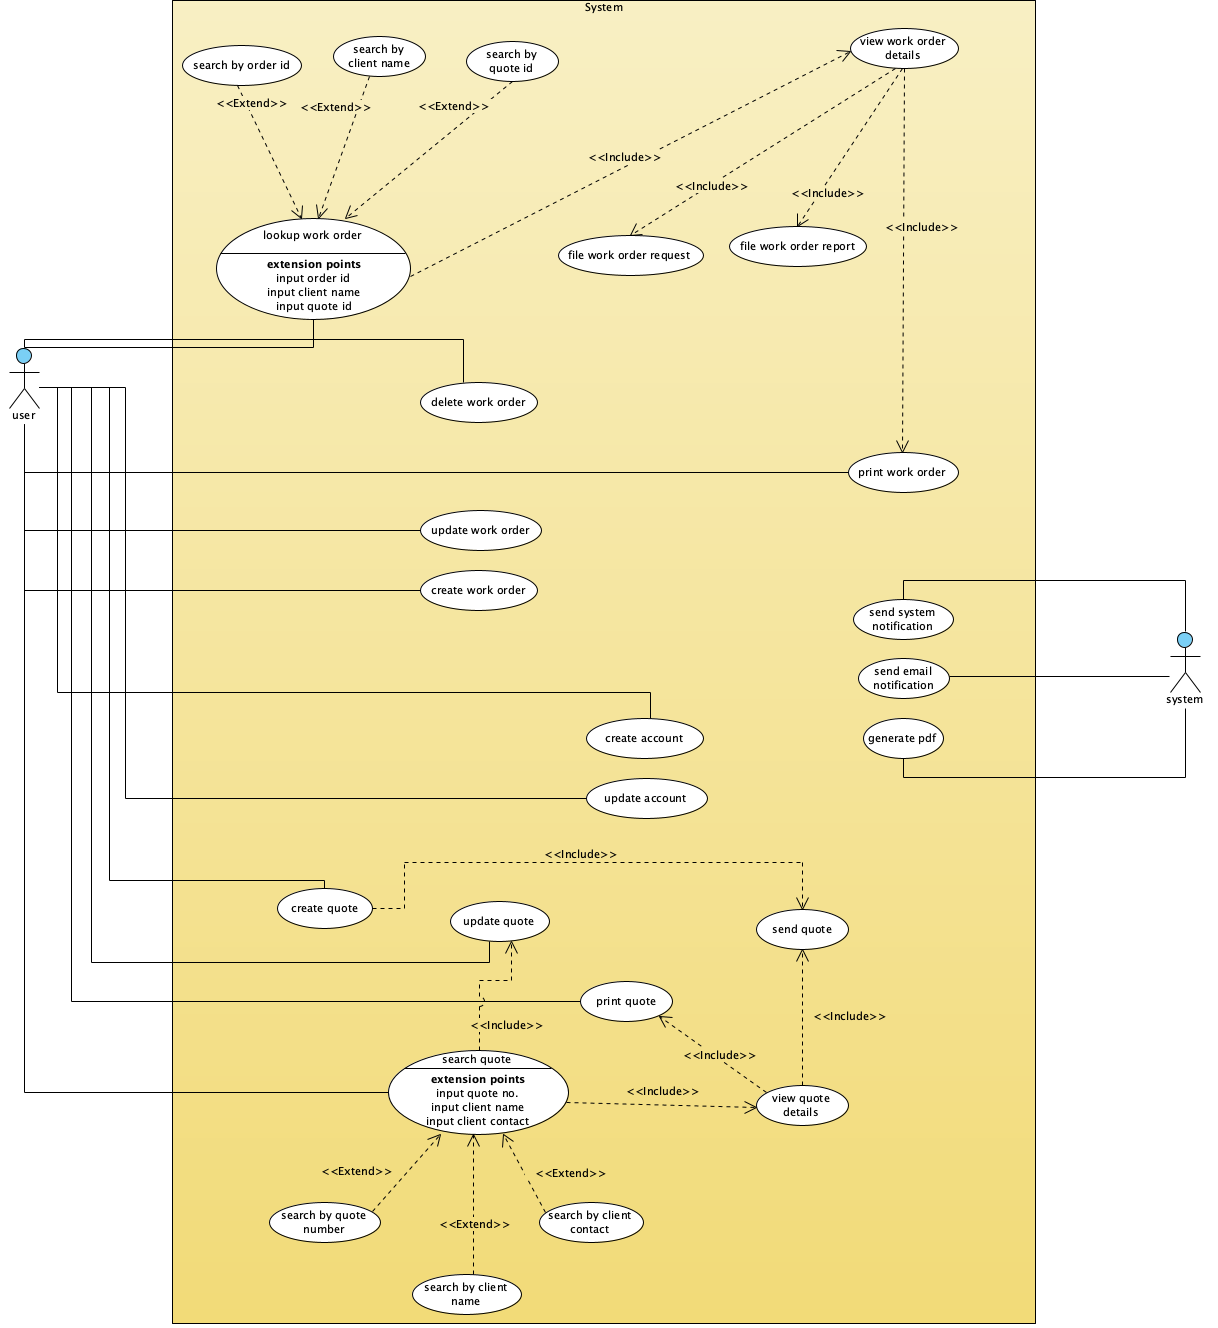 System
search by order id
search by
client name
search by
quote id
view work order
details
<<Extend>>
<<Extend>>
<<Extend>>
<<Include>>
<<Include>>
<<Include>>
<<Include>>
lookup work order
extension points
input order id
input client name
input quote id
file work order request
file work order report
user
delete work order
print work order
update work order
create work order
send system
notification
send email
notification
system
generate pdf
create account
update account
<<Include>>
create quote
update quote
send quote
print quote
<<Include>>
<<Include>>
<<Include>>
<<Include>>
search quote
extension points
input quote no.
input client name
input client contact
view quote
details
<<Extend>>
<<Extend>>
<<Extend>>
search by quote
number
search by client
contact
search by client
name